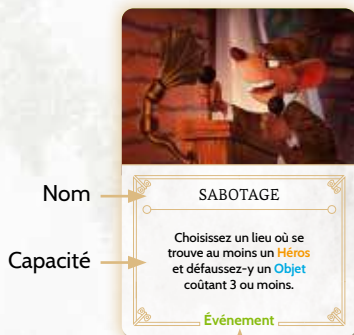 Nom
SABOTAGE
Capacité
Choisissez un lieu où se
trouve au moins un Héros
et défaussez-y un Objet
coûtant 3 ou moins.
Événement